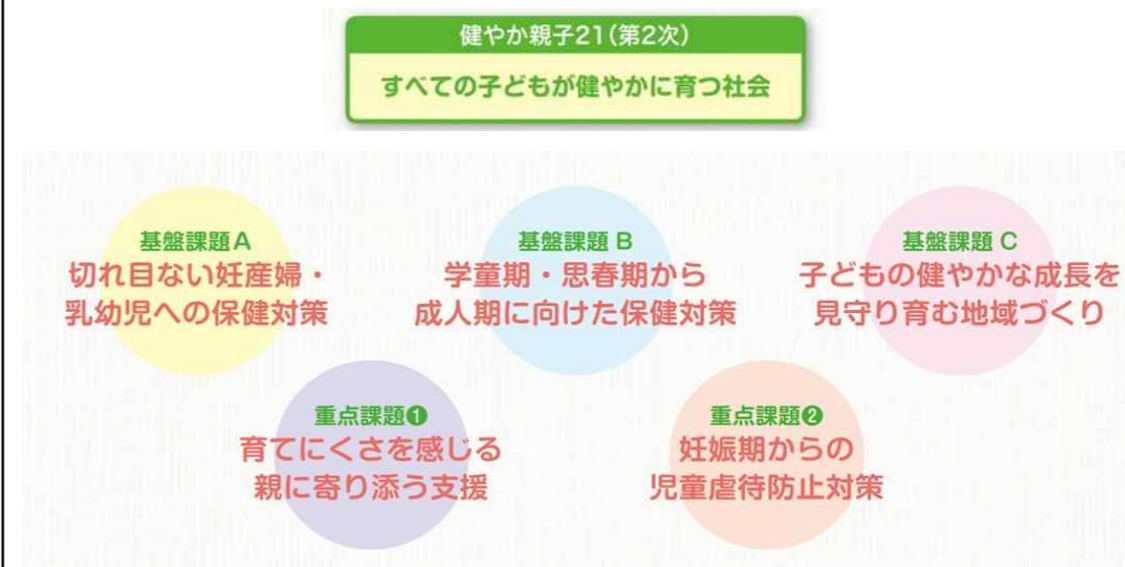 健やか親子21(第2次)
すべての子どもが健やかに育つ社会
基盤課題A
切れ目ない妊産婦・
乳幼児への保健対策
基盤課題 B
学童期・思春期から
成人期に向けた保健対策
基盤課題 C
子どもの健やかな成長を
見守り育む地域づくり
重点課題❶
育てにくさを感じる
親に寄り添う支援
重点課題❷
妊娠期からの
児童虐待防止対策